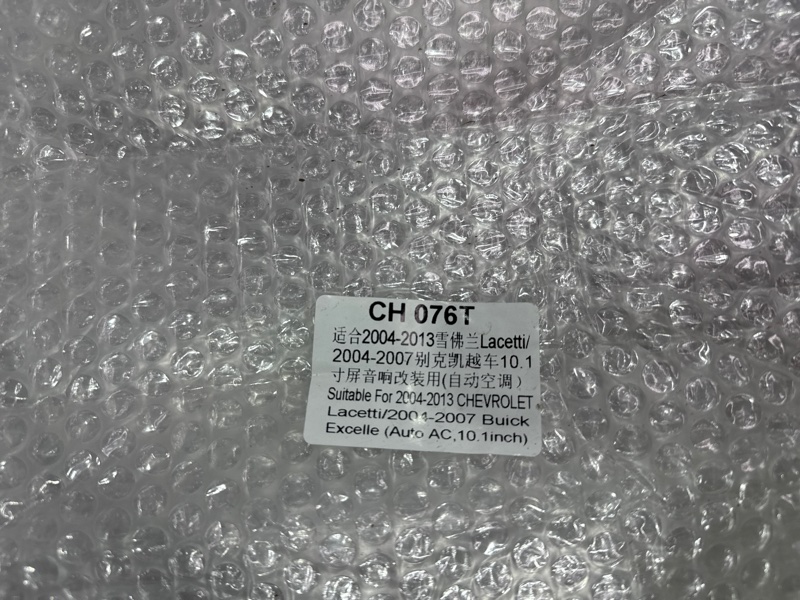 CH 076T
适合2004-2013雪佛兰Lacetti/
2004-2007别克凯越车10.1
寸屏音响改装用(自动空调）
Suitable For 2004-2013 CHEVROLET
Lacetti/2004-2007 Buick
Excelle (Auto AC,10.1inch)